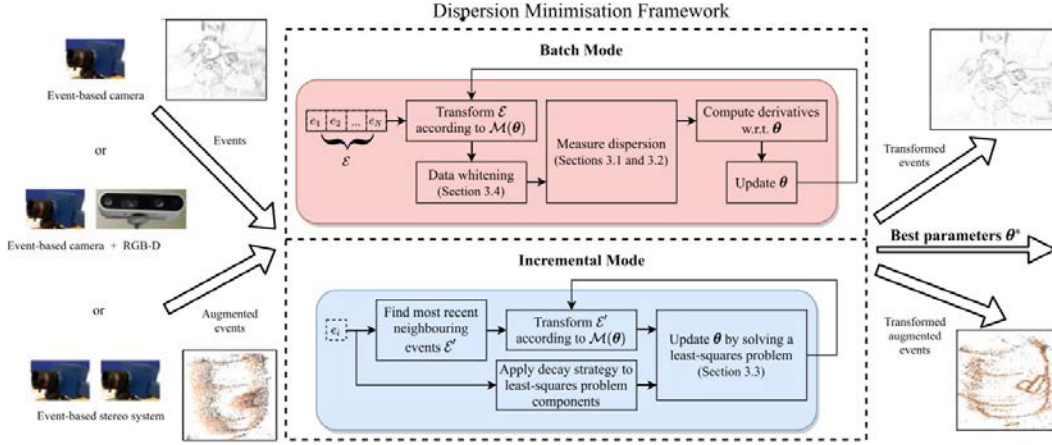 Dispersion Minimisation Framework
Event-based camera
or
Event-based camera + RGB-D
or
Event-based stereo system
Events
Augmented
events
Batch Mode
e₁ e₂ ... e_N
ℰ
Transform ℰ
according to ℳ(θ)
Data whitening
(Section 3.4)
Measure dispersion
(Sections 3.1 and 3.2)
Compute derivatives
w.r.t. θ
Update θ
Incremental Mode
e_i
Find most recent
neighbouring
events ℰ'
Transform ℰ'
according to ℳ(θ)
Apply decay strategy to
least-squares problem
components
Update θ by solving a
least-squares problem
(Section 3.3)
Transformed
events
Best parameters θ*
Transformed
augmented
events